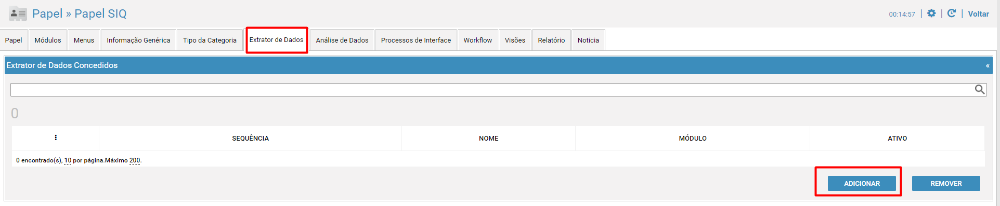 Papel » Papel SIQ
00:14:57 | | | Voltar
Papel Módulos Menus Informação Genérica Tipo da Categoria Extrator de Dados Análise de Dados Processos de Interface Workflow Visões Relatório Noticia
Extrator de Dados Concedidos «
0
SEQUÊNCIA NOME MÓDULO ATIVO
0 encontrado(s), 10 por página.Máximo 200.
ADICIONAR REMOVER